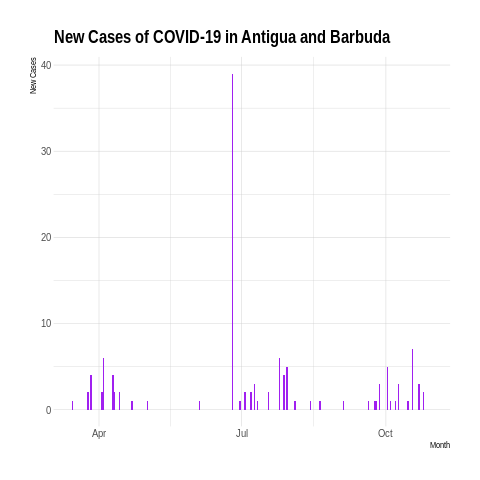 New Cases of COVID-19 in Antigua and Barbuda
New Cases
40
30
20
10
0
Apr Jul Oct
Month